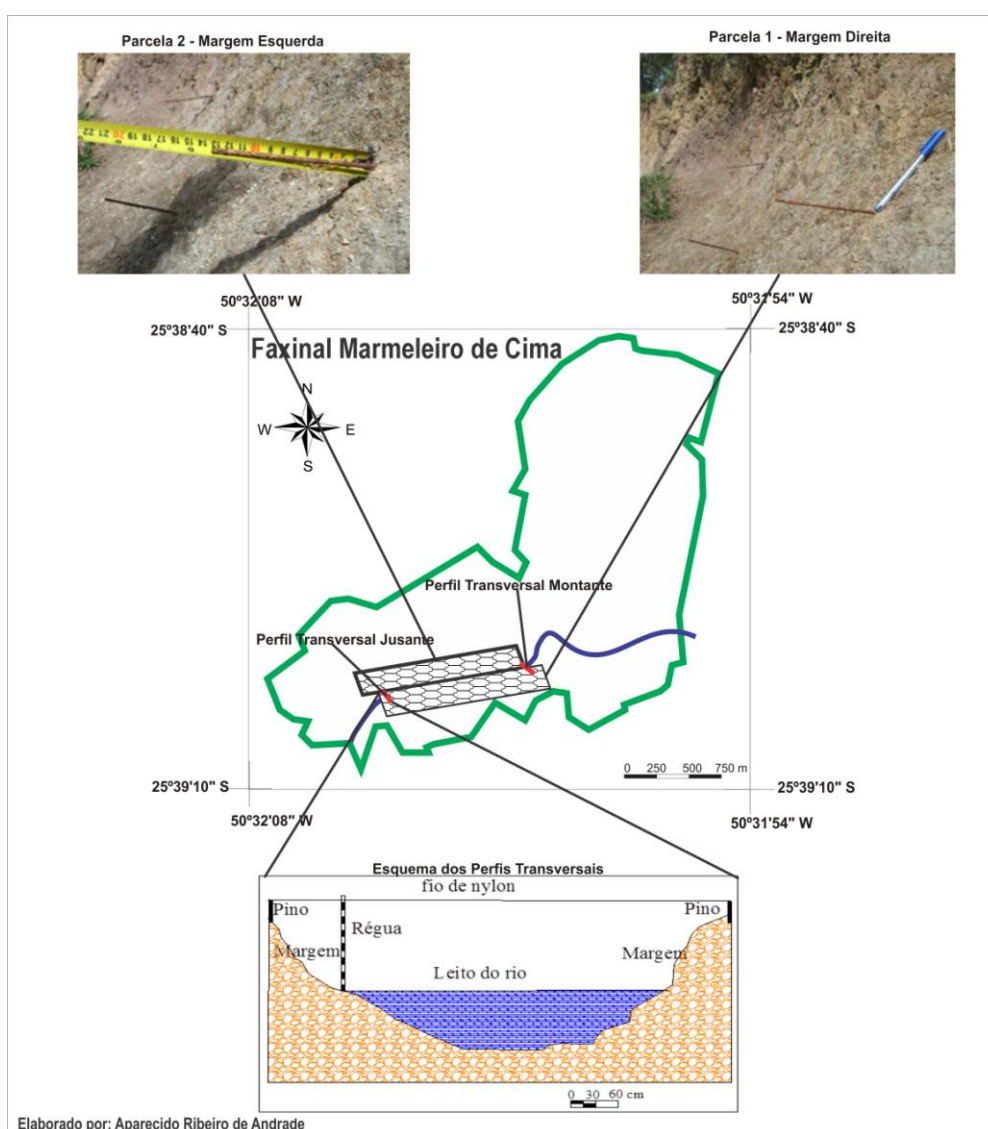 Parcela 2 - Margem Esquerda
Parcela 1 - Margem Direita
50º32'08" W
50º31'54" W
25º38'40" S
25º38'40" S
Faxinal Marmeleiro de Cima
N
W
E
S
Perfil Transversal Montante
Perfil Transversal Jusante
0 250 500 750 m
25º39'10" S
25º39'10" S
50º32'08" W
50º31'54" W
Esquema dos Perfis Transversais
fio de nylon
Pino
Pino
Régua
Margem
Margem
Leito do rio
0 30 60 cm
Elaborado por: Aparecido Ribeiro de Andrade